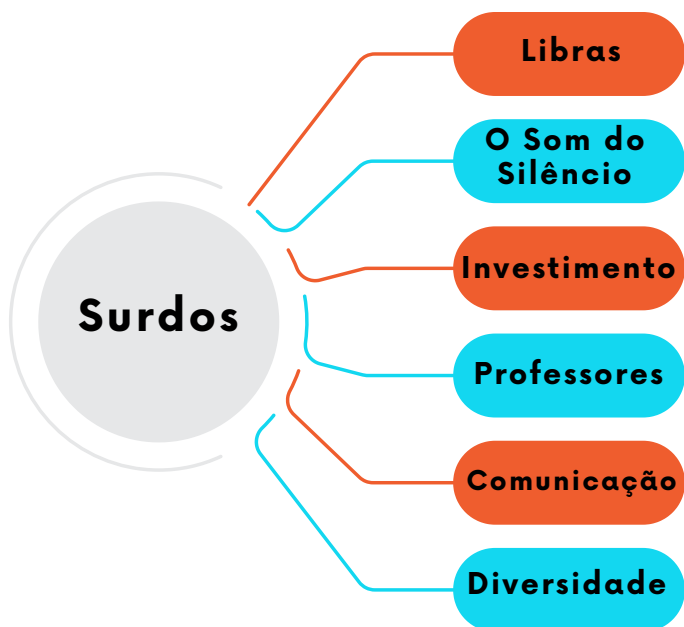 Surdos
Libras
O Som do
Silêncio
Investimento
Professores
Comunicação
Diversidade